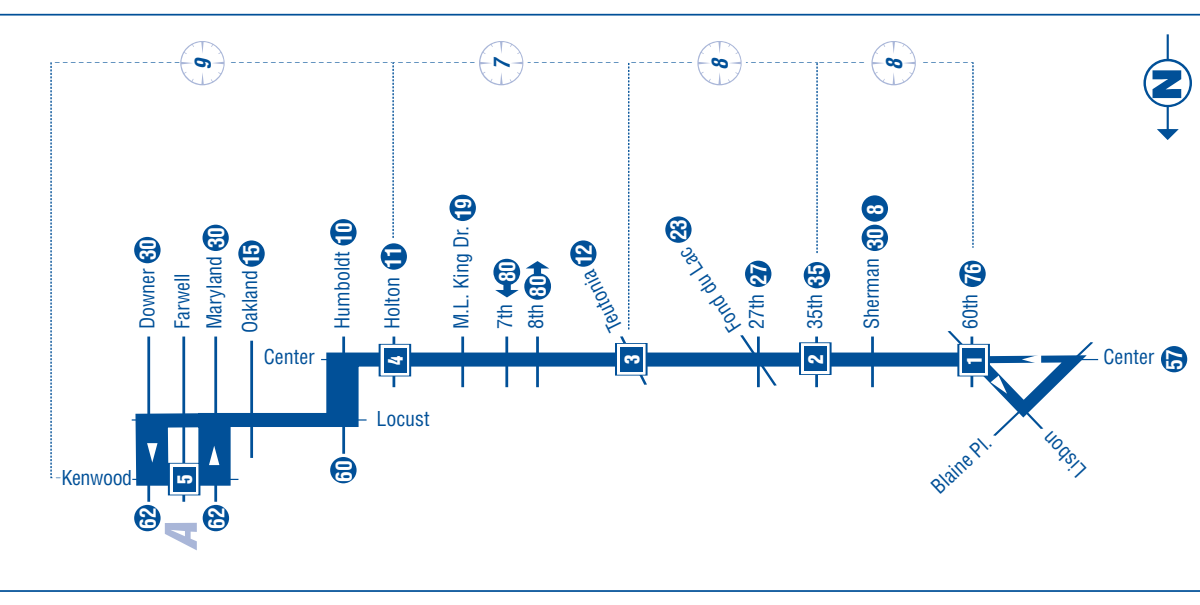 9
7
8
8
N
Downer 30
Farwell
Maryland 30
Oakland 15
Humboldt 10
Holton 11
M.L. King Dr. 19
7th 80
8th 80
Teutonia 12
Fond du Lac 23
27th 27
35th 35
Sherman 30 8
60th 76
Center
4
3
2
1
Center 57
Locust
Blaine Pl.
Lisbon
Kenwood
5
60
62
62
A